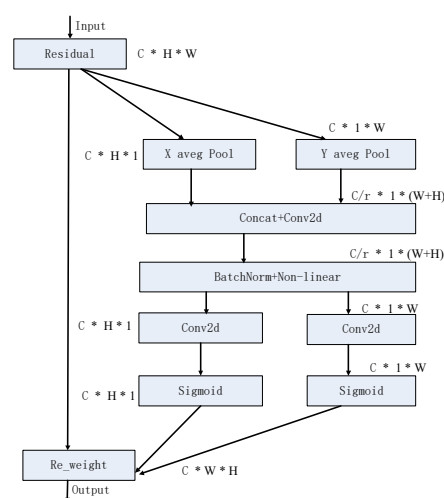 Input
Residual C * H * W
C * 1 * W
C * H * 1 X aveg Pool Y aveg Pool
C/r * 1 * (W+H)
Concat+Conv2d
C/r * 1 * (W+H)
BatchNorm+Non-linear
C * H * 1 Conv2d C * 1 * W Conv2d
C * 1 * W
C * H * 1 Sigmoid Sigmoid
Re_weight C * W * H
Output